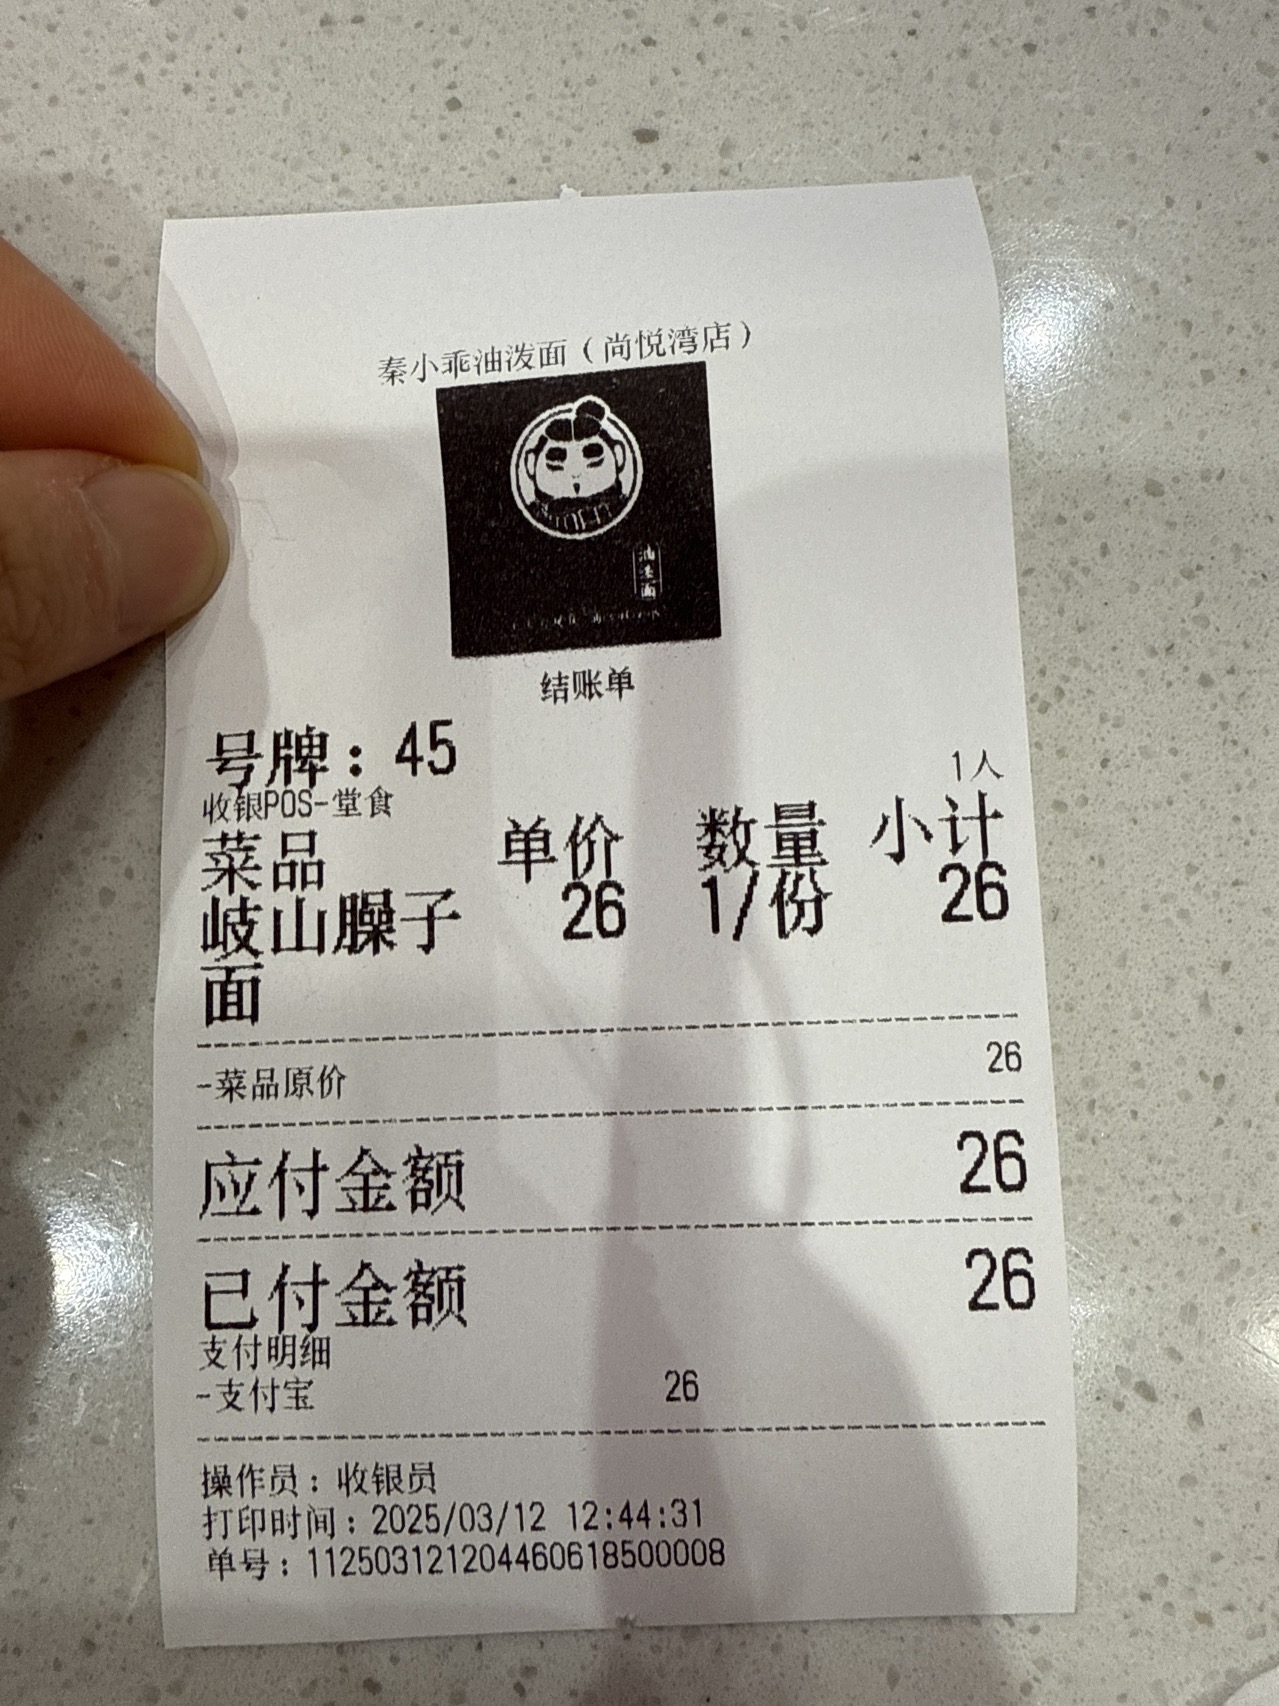 秦小乖油泼面（尚悦湾店）
油泼面
结账单
号牌：45
1人
收银POS-堂食
菜品 单价 数量 小计
岐山臊子面 26 1/份 26
-菜品原价 26
应付金额 26
已付金额 26
支付明细
-支付宝 26
操作员：收银员
打印时间：2025/03/12 12:44:31
单号：112503121204460618500008